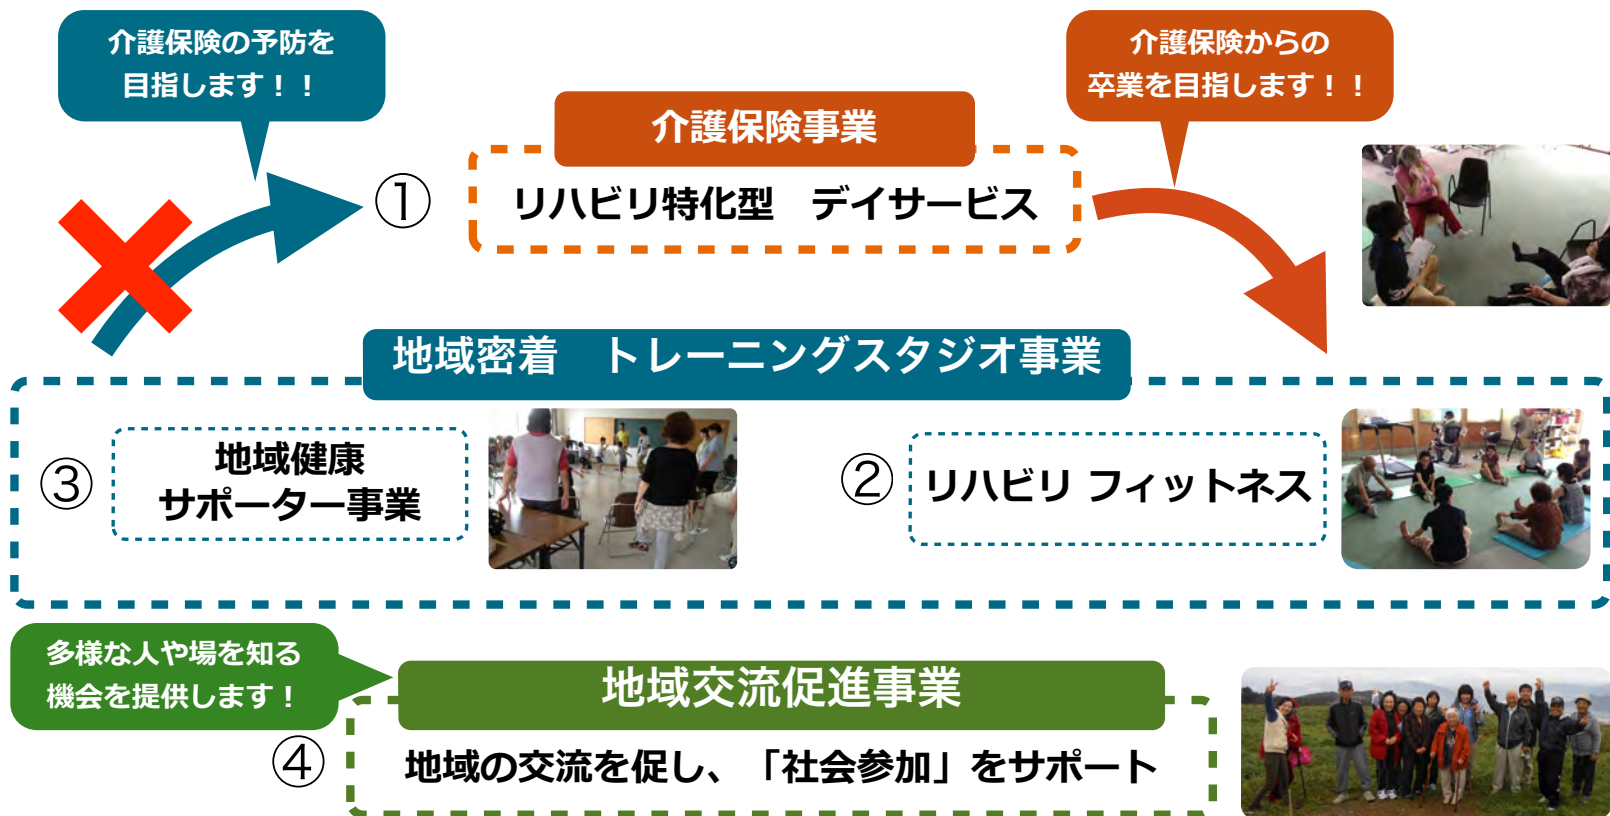 介護保険の予防を
目指します！！
介護保険からの
卒業を目指します！！
介護保険事業
① リハビリ特化型　デイサービス
地域密着　トレーニングスタジオ事業
③ 地域健康
サポーター事業
② リハビリ フィットネス
多様な人や場を知る
機会を提供します！
地域交流促進事業
④ 地域の交流を促し、「社会参加」をサポート